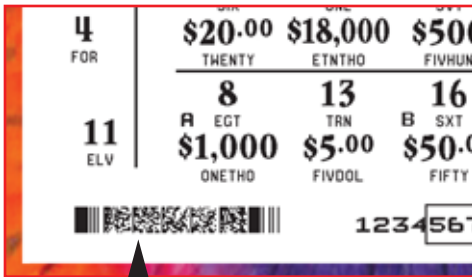 4
FOR
$20.00 $18,000
TWENTY ETNTHO FIVHUN
8 13 16
A EGT TRN B SXT
11
ELV
$1,000 $5.00
ONETHO FIVDOL FIFTY